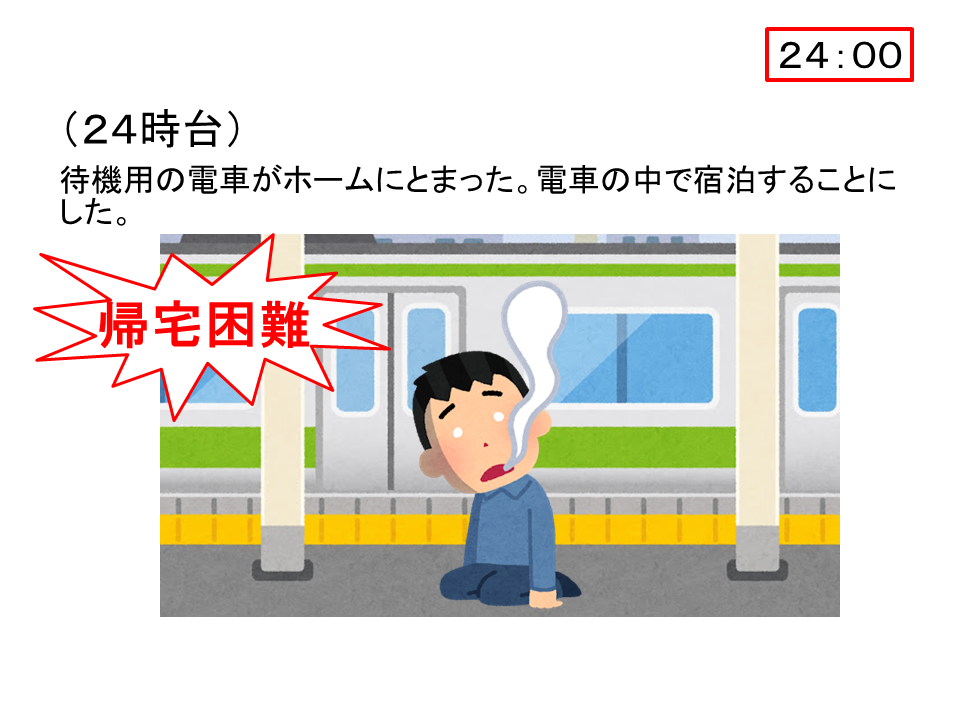 ２４：００
（２４時台）
待機用の電車がホームにとまった。電車の中で宿泊することに
した。
帰宅困難